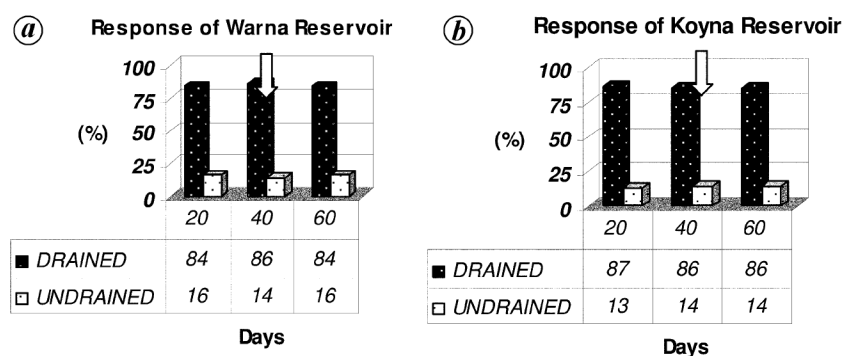 a Response of Warna Reservoir
100
75
(%) 50
25
0
20 40 60
DRAINED 84 86 84
UNDRAINED 16 14 16
Days
b Response of Koyna Reservoir
100
75
(%) 50
25
0
20 40 60
DRAINED 87 86 86
UNDRAINED 13 14 14
Days